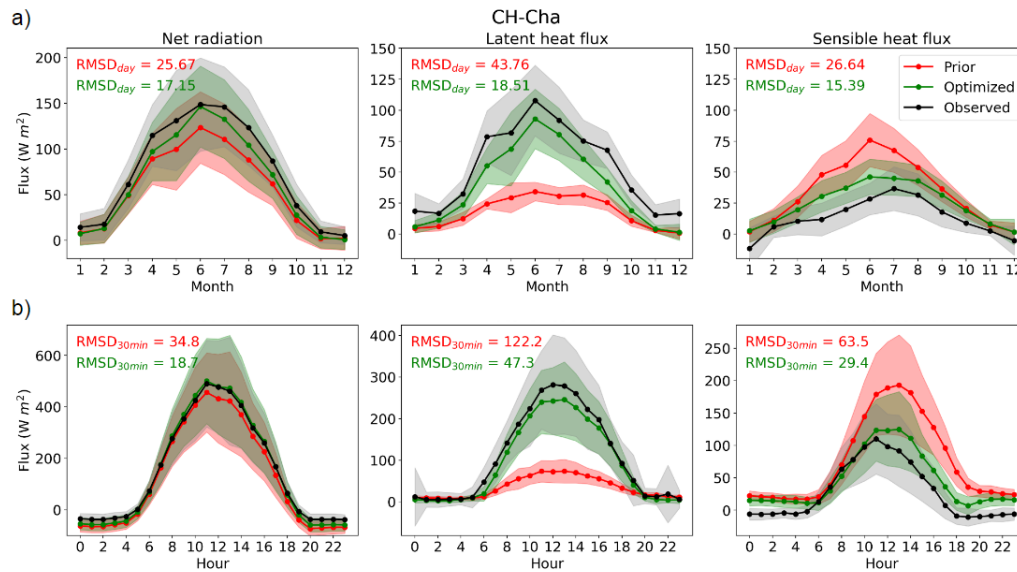 a)
CH-Cha
Net radiation
Latent heat flux
Sensible heat flux
RMSD_day = 25.67
RMSD_day = 17.15
Flux (W m²)
200
150
100
50
0
1 2 3 4 5 6 7 8 9 10 11 12
Month
RMSD_day = 43.76
RMSD_day = 18.51
150
125
100
75
50
25
0
1 2 3 4 5 6 7 8 9 10 11 12
Month
RMSD_day = 26.64
RMSD_day = 15.39
Prior
Optimized
Observed
150
125
100
75
50
25
0
1 2 3 4 5 6 7 8 9 10 11 12
Month
b)
RMSD_30min = 34.8
RMSD_30min = 18.7
Flux (W m²)
600
400
200
0
0 2 4 6 8 10 12 14 16 18 20 22
Hour
RMSD_30min = 122.2
RMSD_30min = 47.3
400
300
200
100
0
0 2 4 6 8 10 12 14 16 18 20 22
Hour
RMSD_30min = 63.5
RMSD_30min = 29.4
250
200
150
100
50
0
0 2 4 6 8 10 12 14 16 18 20 22
Hour